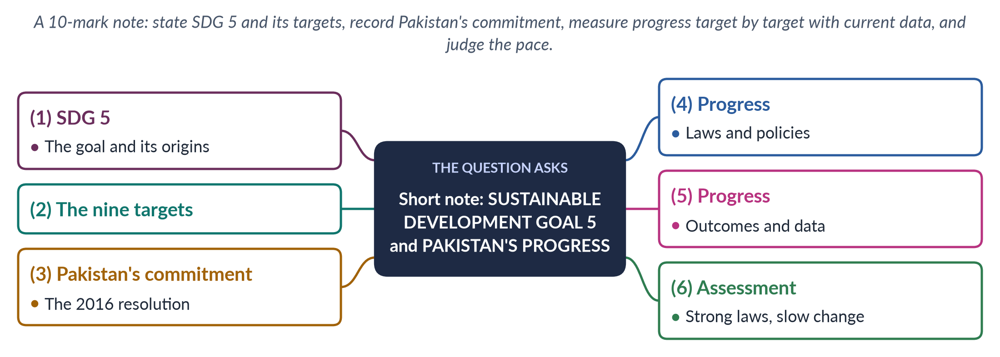 A 10-mark note: state SDG 5 and its targets, record Pakistan's commitment, measure progress target by target with current data, and
judge the pace.
(1) SDG 5
• The goal and its origins
(2) The nine targets
(3) Pakistan's commitment
• The 2016 resolution
THE QUESTION ASKS
Short note: SUSTAINABLE
DEVELOPMENT GOAL 5
and PAKISTAN'S PROGRESS
(4) Progress
• Laws and policies
(5) Progress
• Outcomes and data
(6) Assessment
• Strong laws, slow change